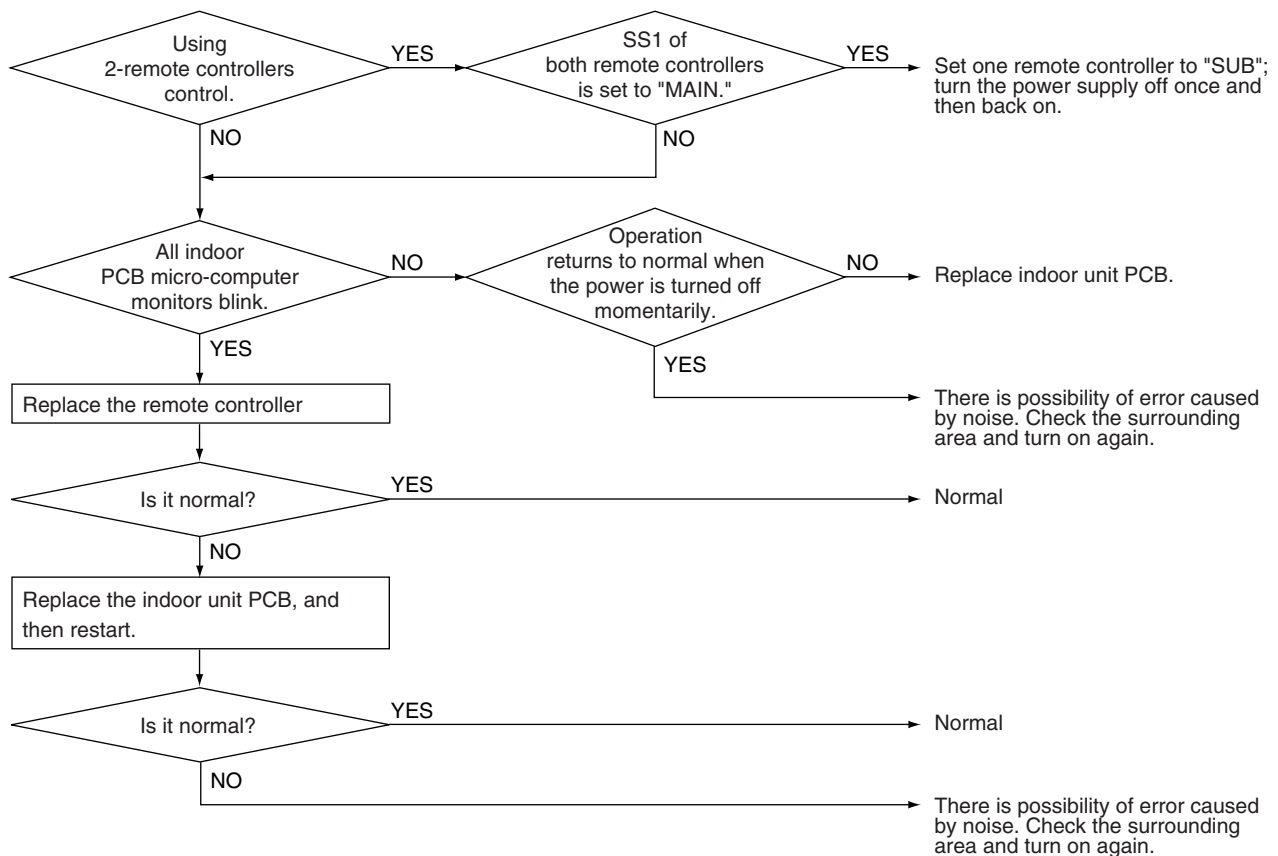 Using
2-remote controllers
control.
YES
SS1 of
both remote controllers
is set to "MAIN."
YES
Set one remote controller to "SUB";
turn the power supply off once and
then back on.
NO
NO
All indoor
PCB micro-computer
monitors blink.
NO
Operation
returns to normal when
the power is turned off
momentarily.
NO
Replace indoor unit PCB.
YES
YES
Replace the remote controller
There is possibility of error caused
by noise. Check the surrounding
area and turn on again.
Is it normal?
YES
Normal
NO
Replace the indoor unit PCB, and
then restart.
Is it normal?
YES
Normal
NO
There is possibility of error caused
by noise. Check the surrounding
area and turn on again.